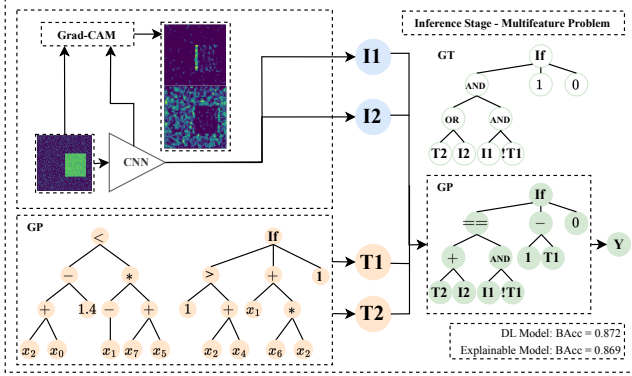 Grad-CAM
CNN
I1
I2
Inference Stage - Multifeature Problem
GT
If
AND
1
0
OR
AND
T2
I2
I1
!T1
GP
<
−
*
+
1.4
−
+
x₂
x₀
x₁
x₇
x₅
If
>
+
1
1
+
x₁
*
x₂
x₄
x₆
x₂
T1
T2
GP
If
==
−
0
+
AND
1
T1
T2
I2
I1
!T1
Y
DL Model: BAcc = 0.872
Explainable Model: BAcc = 0.869